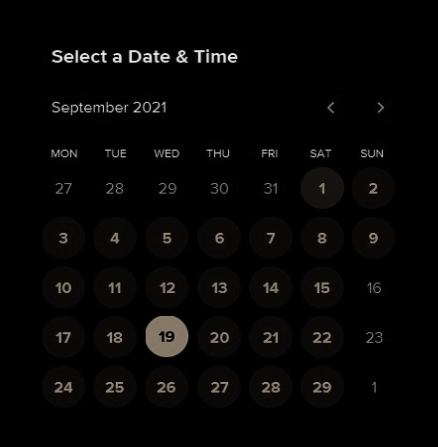 Select a Date & Time
September 2021
MON TUE WED THU FRI SAT SUN
27 28 29 30 31 1 2
3 4 5 6 7 8 9
10 11 12 13 14 15 16
17 18 19 20 21 22 23
24 25 26 27 28 29 1